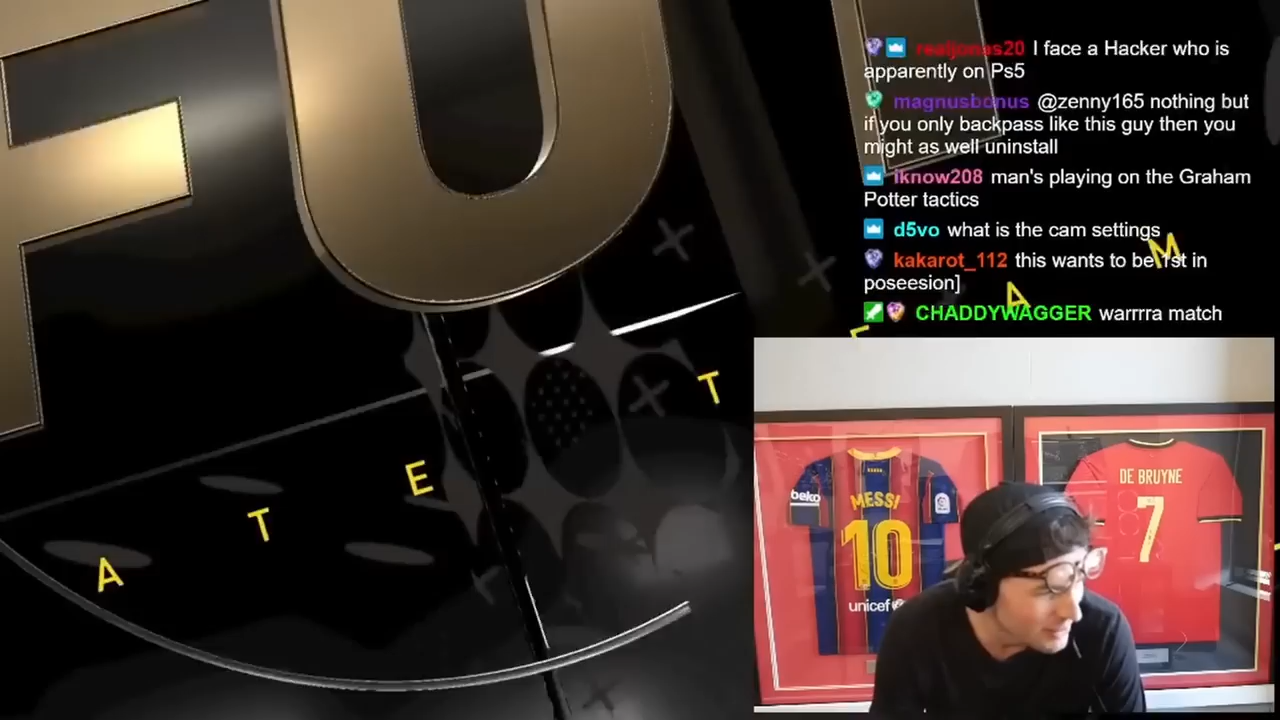 FUT
realjonas20 I face a Hacker who is
apparently on Ps5
magnusbonus @zenny165 nothing but
if you only backpass like this guy then you
might as well uninstall
iknow208 man's playing on the Graham
Potter tactics
d5vo what is the cam settings
kakarot_112 this wants to be 1st in
poseesion]
CHADDYWAGGER warrrra match
M
A
E
T
E
T
A
beko
MESSI
10
unicef
DE BRUYNE
7